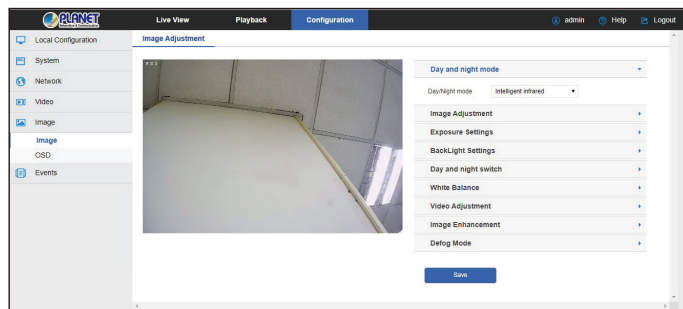 PLANET
Networking & Communication
Live View
Playback
Configuration
admin
Help
Logout
Local Configuration
System
Network
Video
Image
Image
OSD
Events
Image Adjustment
Day and night mode
Day/Night mode
Intelligent infrared
Image Adjustment
Exposure Settings
BackLight Settings
Day and night switch
White Balance
Video Adjustment
Image Enhancement
Defog Mode
Save